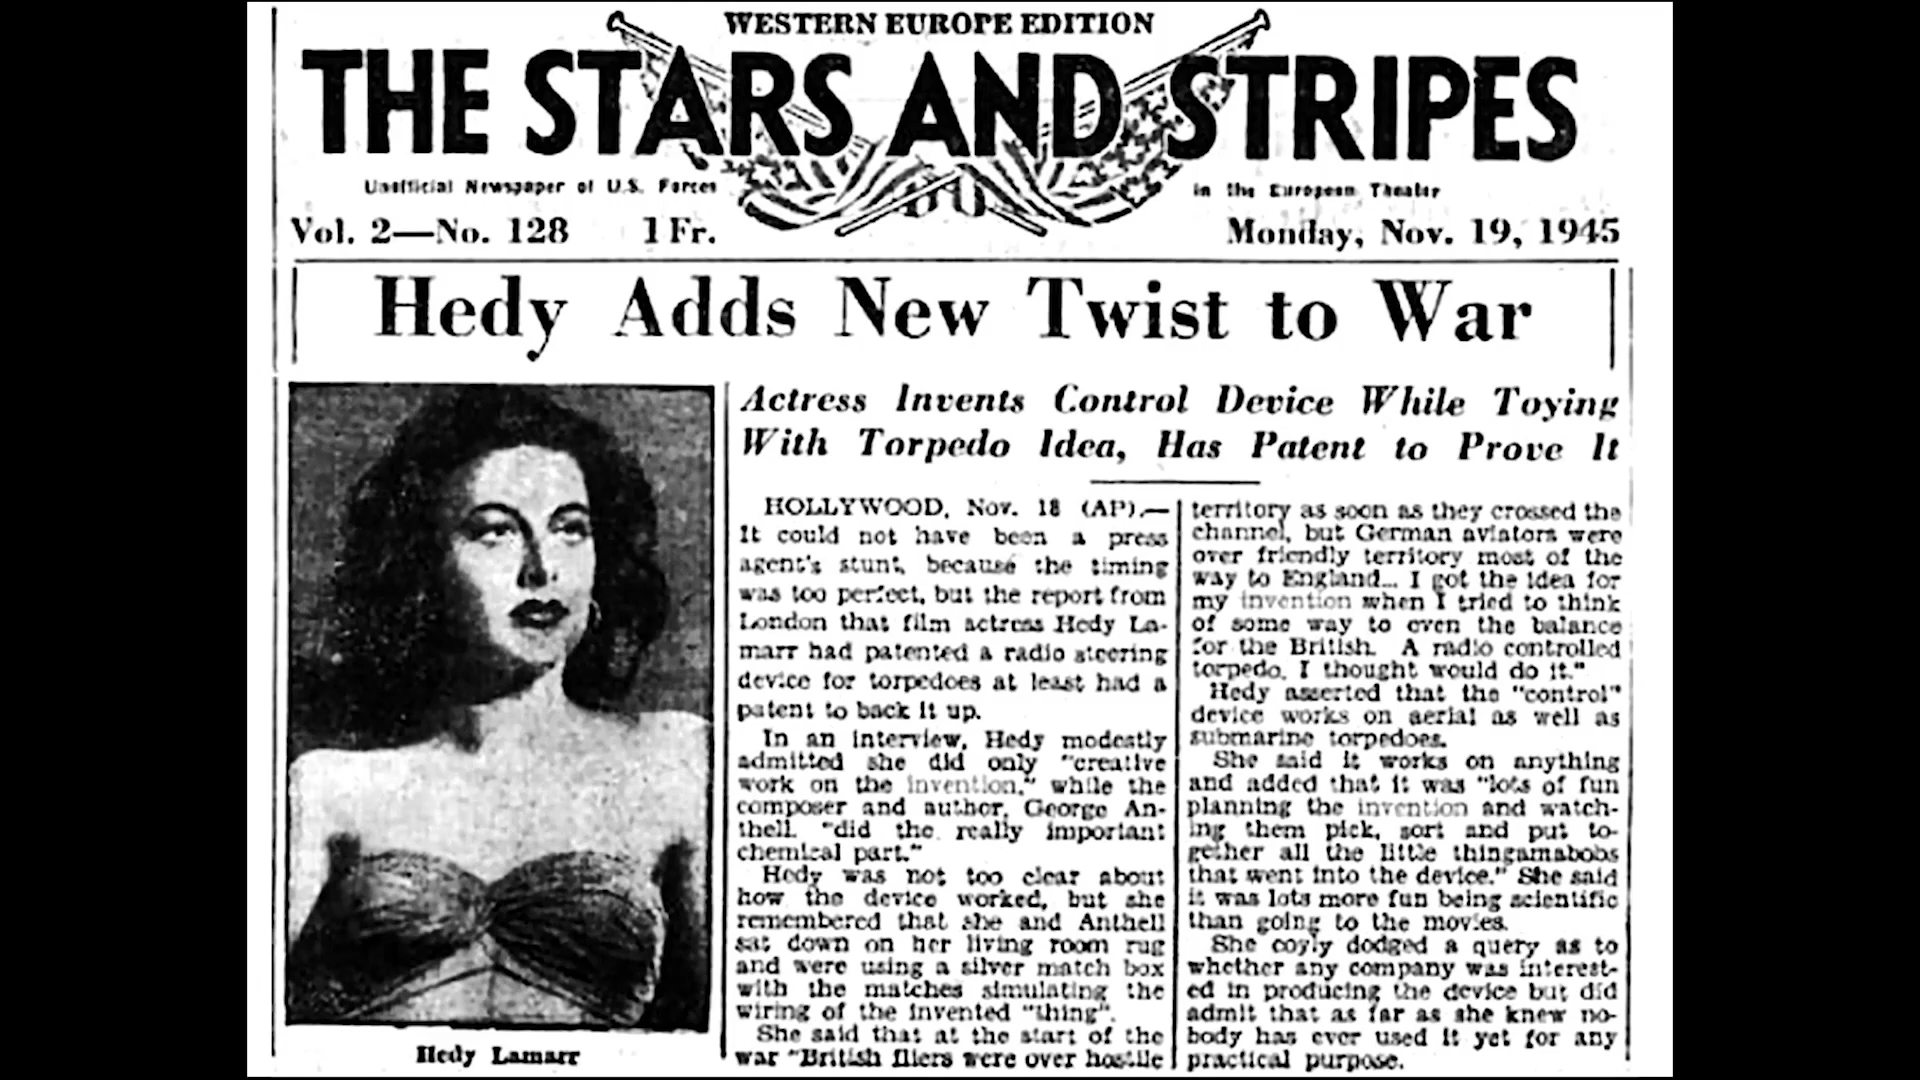 WESTERN EUROPE EDITION
THE STARS AND STRIPES
Unofficial Newspaper of U.S. Forces
in the European Theater
Vol. 2—No. 128 1 Fr. Monday, Nov. 19, 1945
Hedy Adds New Twist to War
Actress Invents Control Device While Toying
With Torpedo Idea, Has Patent to Prove It
Hedy Lamarr
HOLLYWOOD, Nov. 18 (AP).—
It could not have been a press
agent's stunt, because the timing
was too perfect, but the report from
London that film actress Hedy La-
marr had patented a radio steering
device for torpedoes at least had a
patent to back it up.
In an interview, Hedy modestly
admitted she did only "creative
work on the invention," while the
composer and author, George An-
thell, "did the really important
chemical part."
Hedy was not too clear about
how the device worked, but she
remembered that she and Anthell
sat down on her living room rug
and were using a silver match box
with the matches simulating the
wiring of the invented "thing".
She said that at the start of the
war "British fliers were over hostile
territory as soon as they crossed the
channel, but German aviators were
over friendly territory most of the
way to England... I got the idea for
my invention when I tried to think
of some way to even the balance
for the British. A radio controlled
torpedo, I thought would do it."
Hedy asserted that the "control"
device works on aerial as well as
submarine torpedoes.
She said it works on anything
and added that it was "lots of fun
planning the invention and watch-
ing them pick, sort and put to-
gether all the little thingamabobs
that went into the device." She said
it was lots more fun being scientific
than going to the movies.
She coyly dodged a query as to
whether any company was interest-
ed in producing the device but did
admit that as far as she knew no-
body has ever used it yet for any
practical purpose.